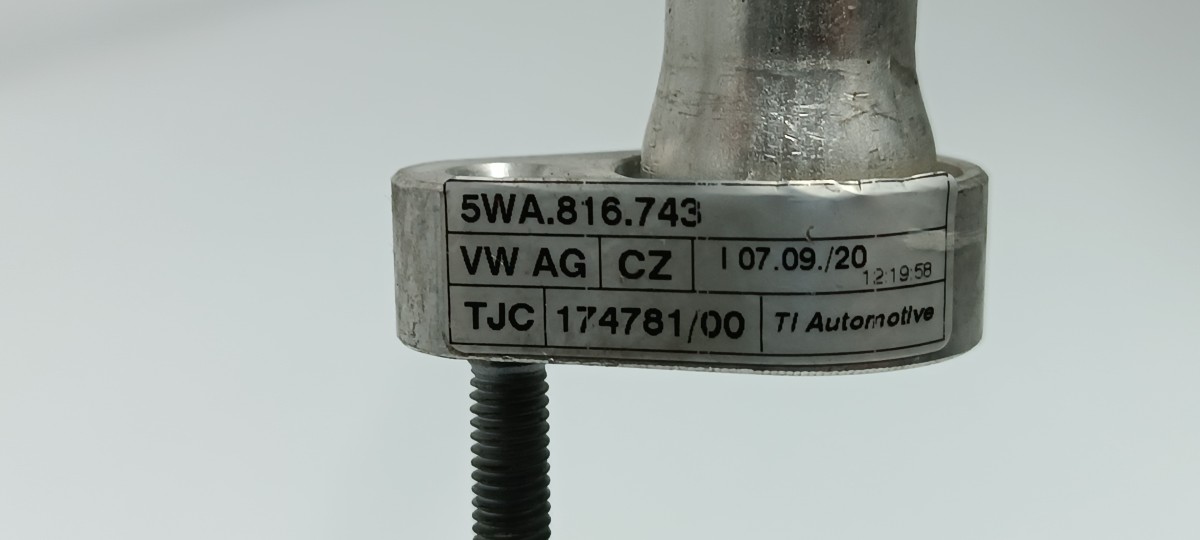 5WA.816.743
VW AG CZ I 07.09./20
12:19:58
TJC 174781/00 TI Automotive